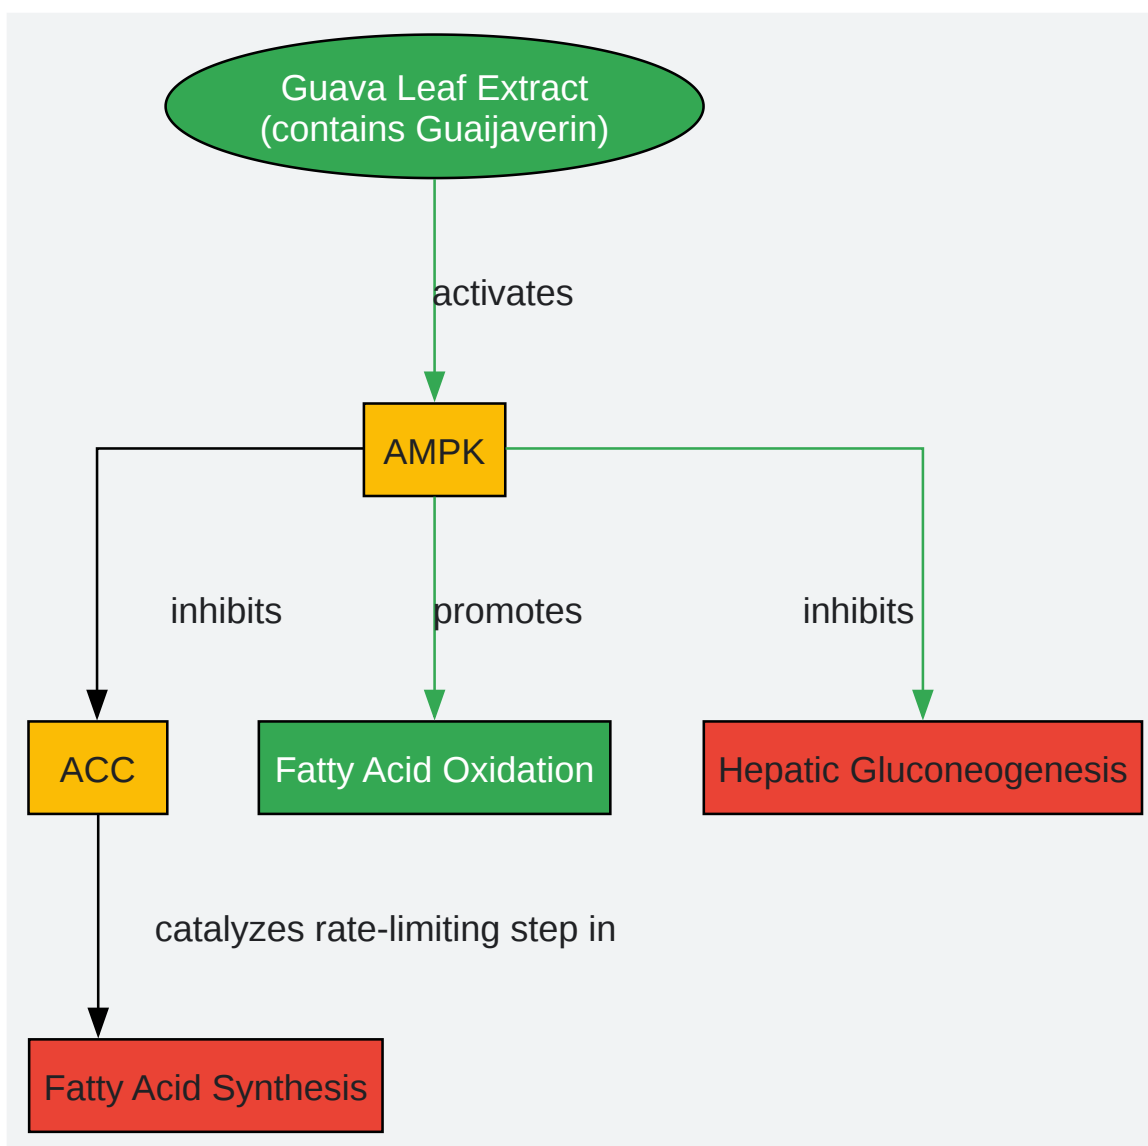 Guava Leaf Extract
(contains Guaijaverin)
activates
AMPK
inhibits
promotes
inhibits
ACC
Fatty Acid Oxidation
Hepatic Gluconeogenesis
catalyzes rate-limiting step in
Fatty Acid Synthesis